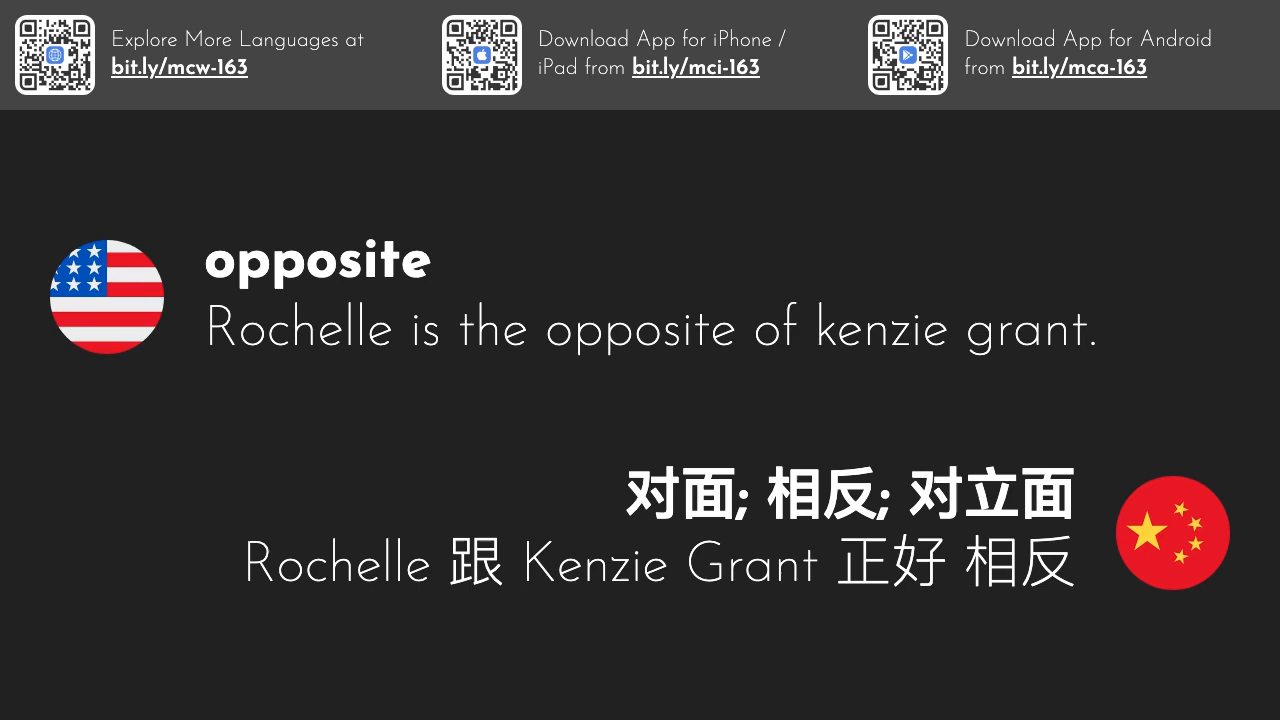 Explore More Languages at
bit.ly/mcw-163
Download App for iPhone /
iPad from bit.ly/mci-163
Download App for Android
from bit.ly/mca-163
opposite
Rochelle is the opposite of kenzie grant.
对面; 相反; 对立面
Rochelle 跟 Kenzie Grant 正好 相反